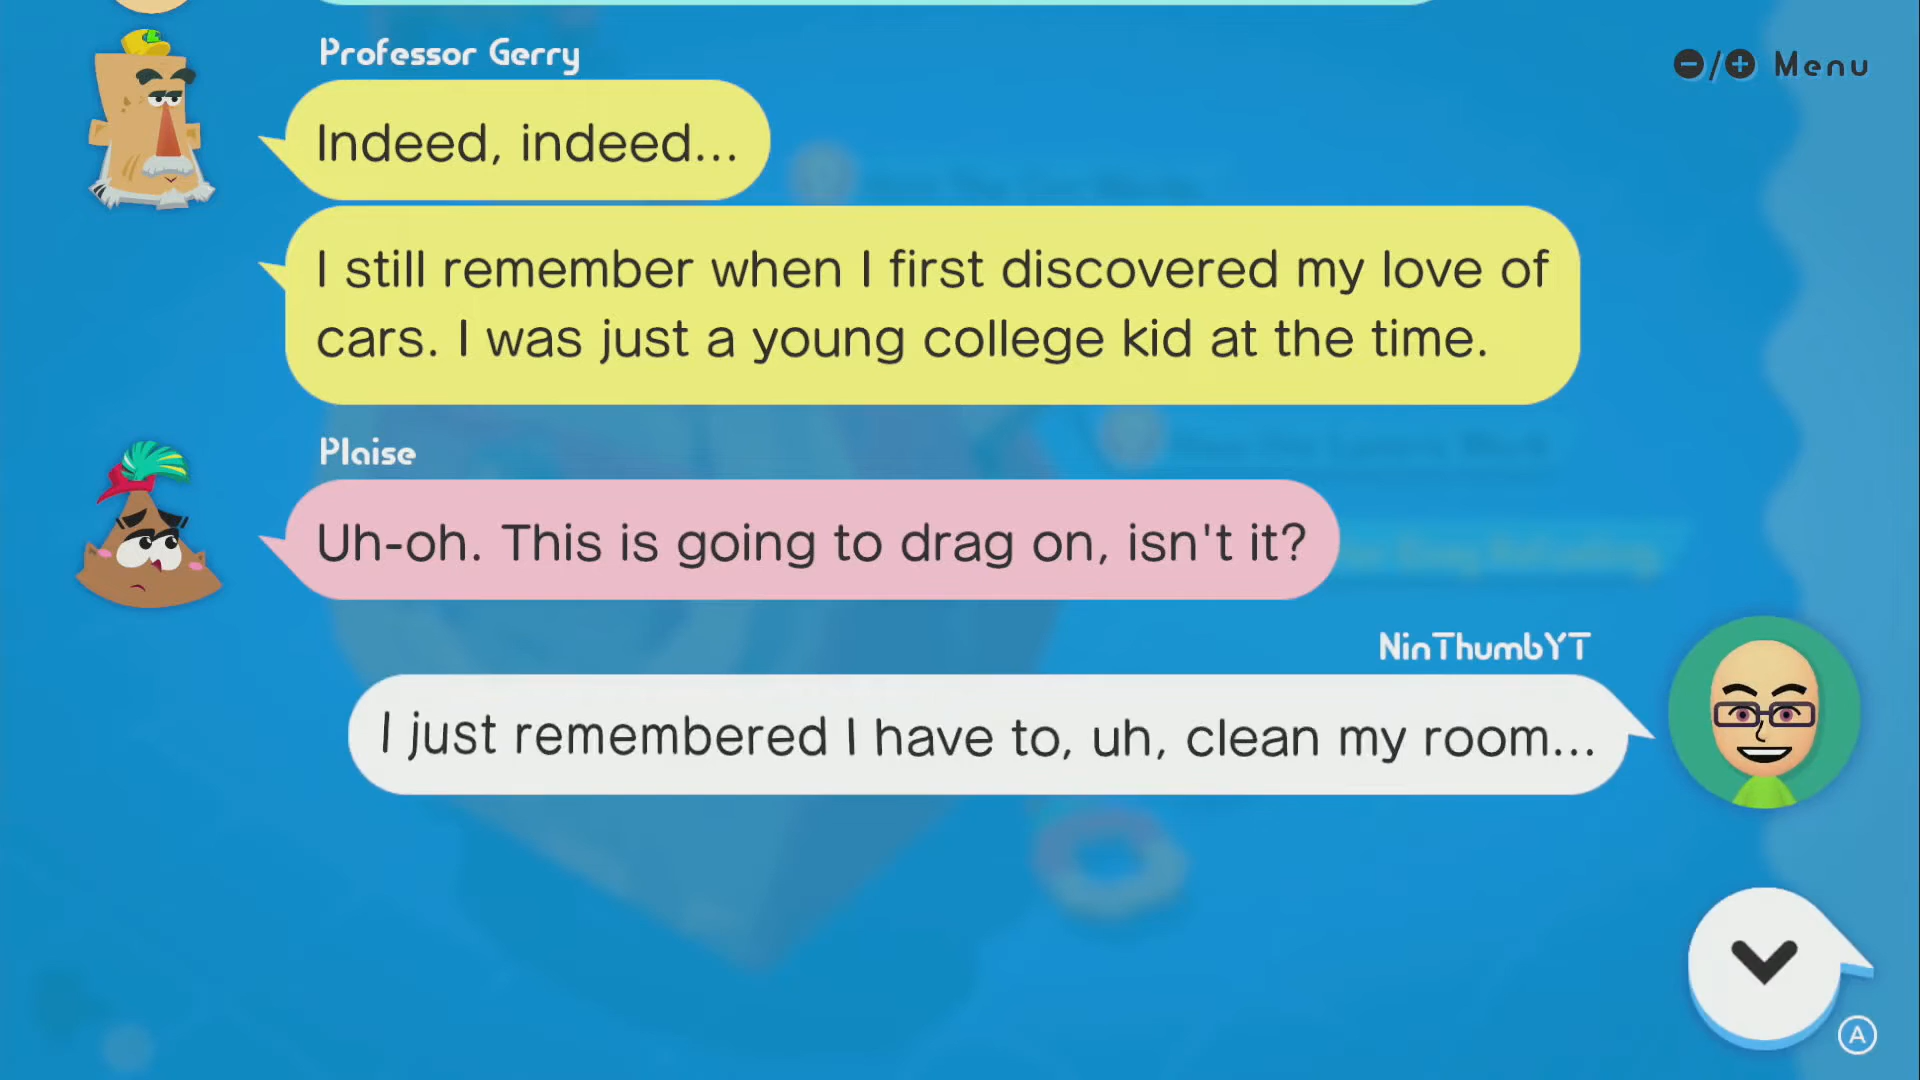 Professor Gerry
-/+ Menu
Indeed, indeed...
I still remember when I first discovered my love of
cars. I was just a young college kid at the time.
Plaise
Uh-oh. This is going to drag on, isn't it?
NinThumbYT
I just remembered I have to, uh, clean my room...
A